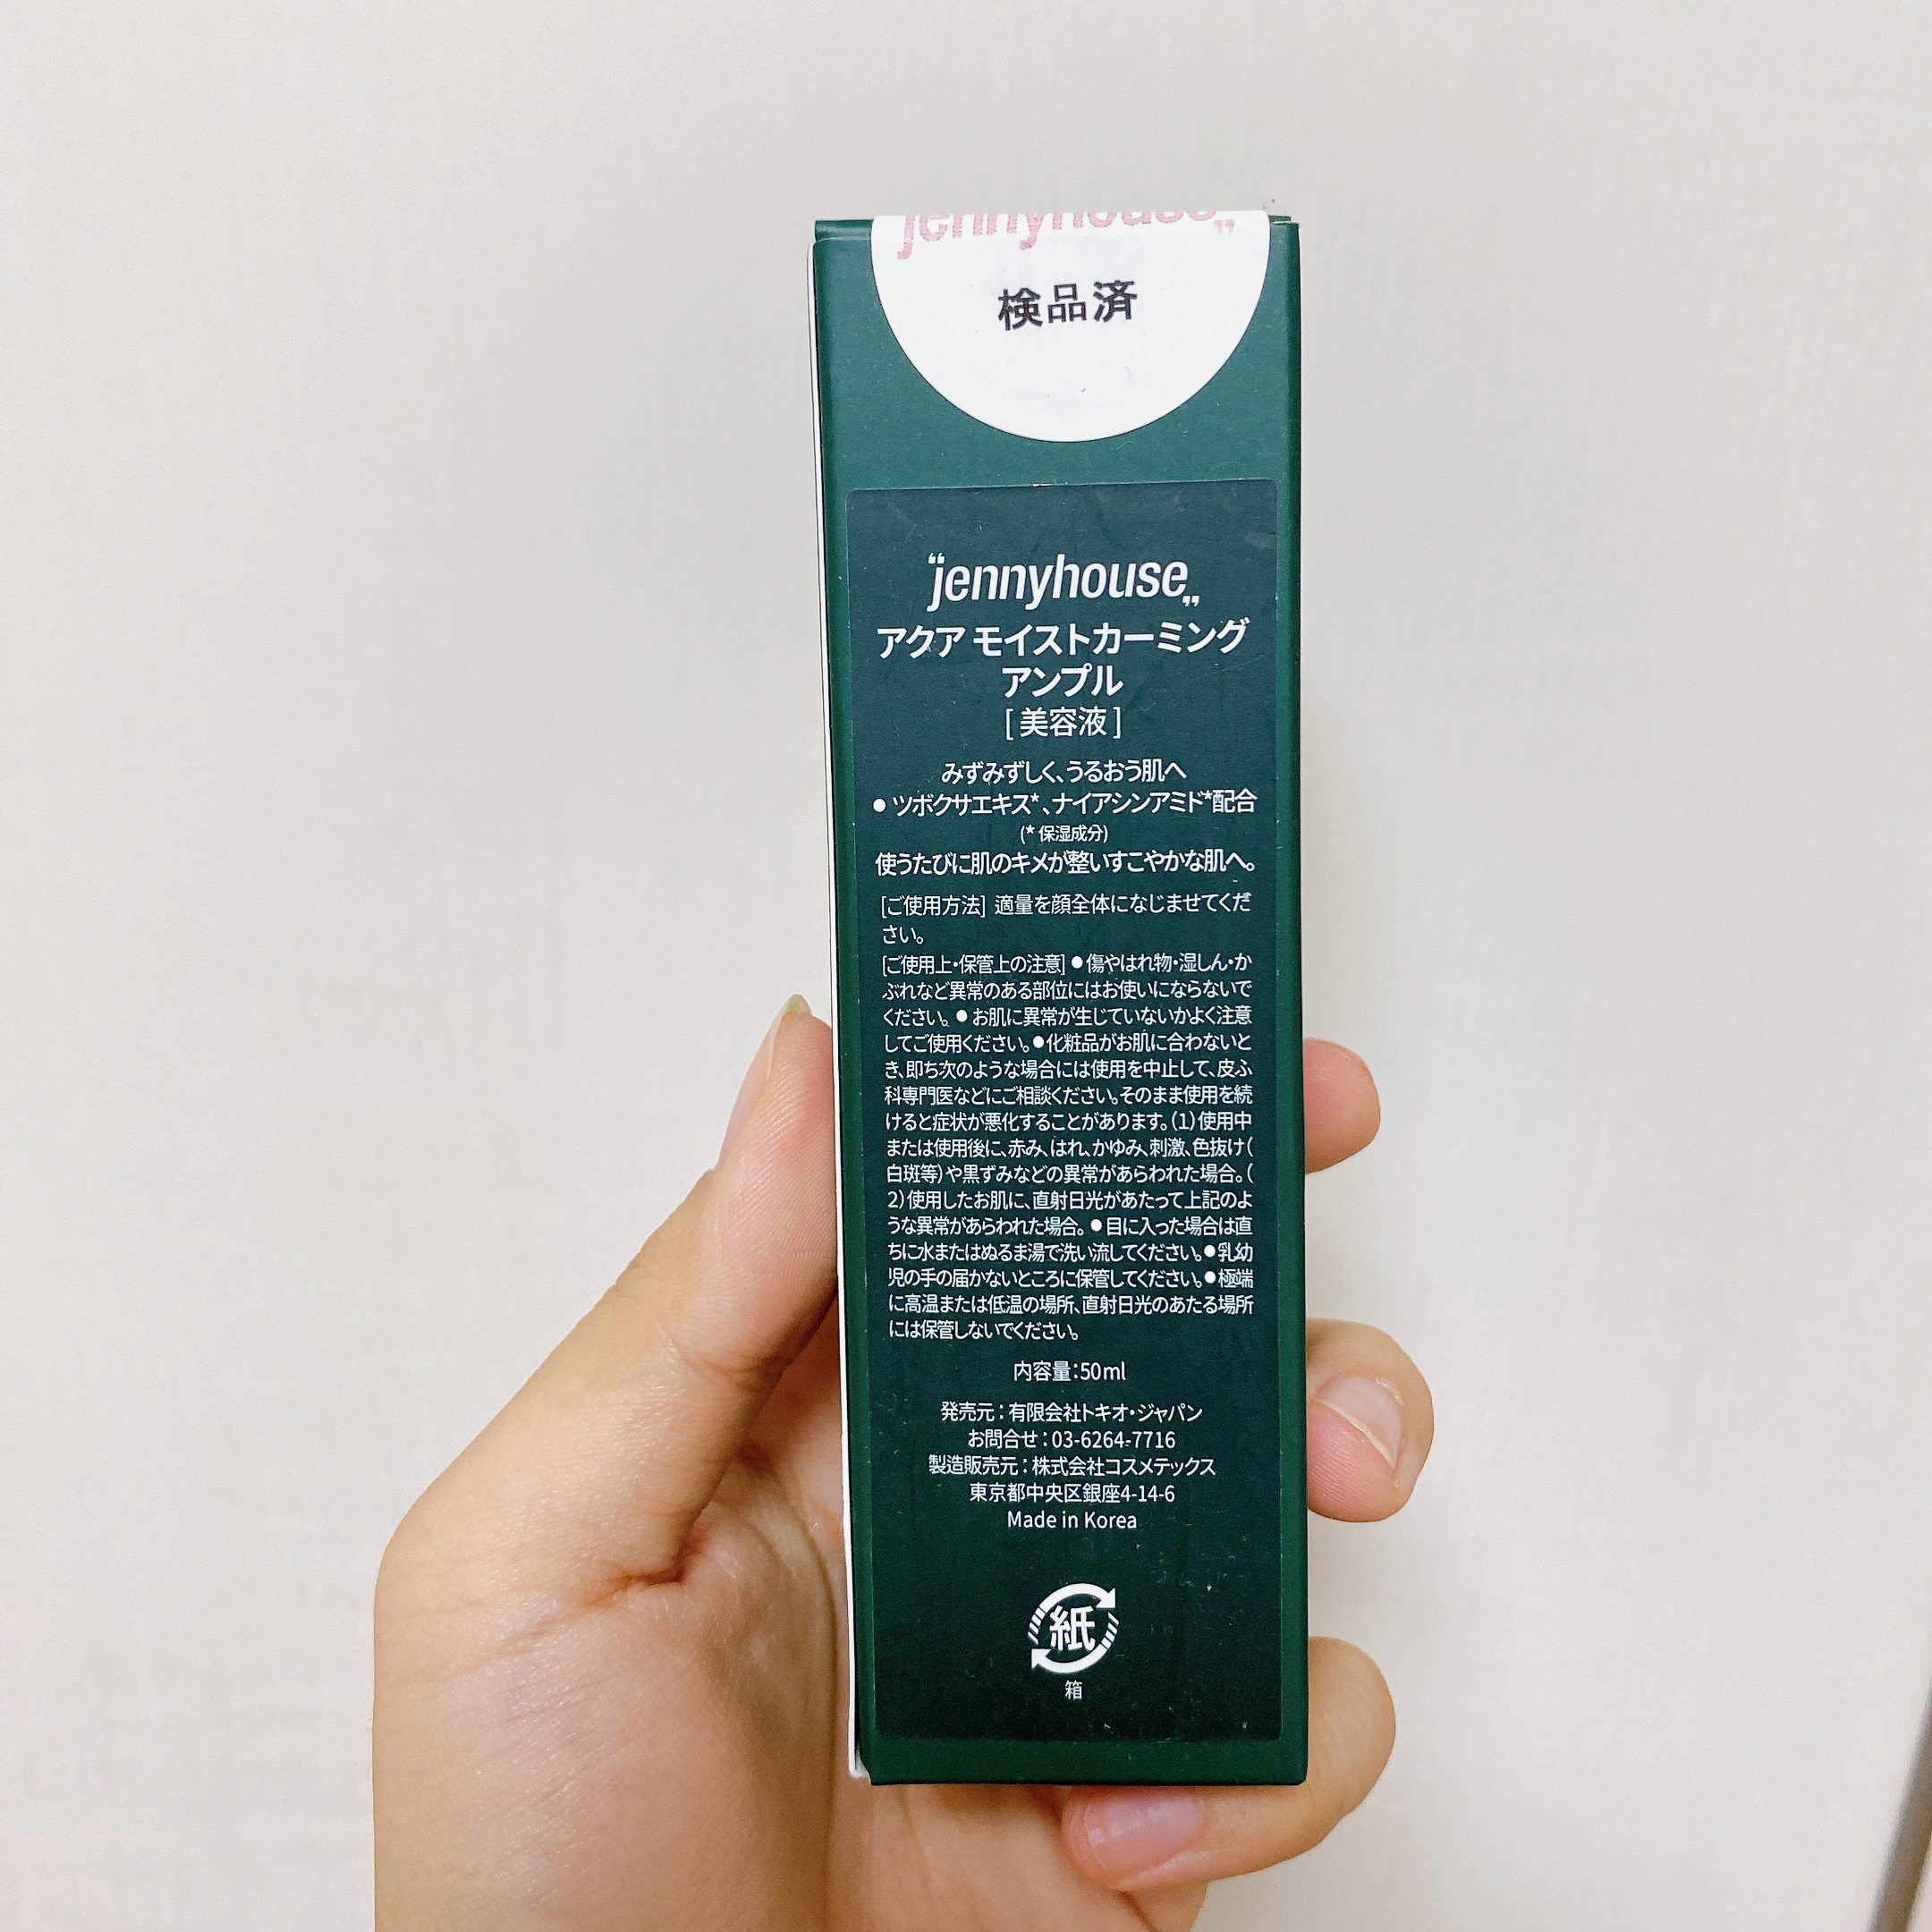 jennyhouse„
検品済
“jennyhouse„
アクア モイストカーミング
アンプル
[ 美容液 ]
みずみずしく、うるおう肌へ
● ツボクサエキス*、ナイアシンアミド*配合
(* 保湿成分)
使うたびに肌のキメが整いすこやかな肌へ。
[ご使用方法] 適量を顔全体になじませてくだ
さい。
[ご使用上・保管上の注意] ●傷やはれ物・湿しん・か
ぶれなど異常のある部位にはお使いにならないで
ください。●お肌に異常が生じていないかよく注意
してご使用ください。●化粧品がお肌に合わないと
き、即ち次のような場合には使用を中止して、皮ふ
科専門医などにご相談ください。そのまま使用を続
けると症状が悪化することがあります。(1)使用中
または使用後に、赤み、はれ、かゆみ、刺激、色抜け(
白斑等)や黒ずみなどの異常があらわれた場合。(
2)使用したお肌に、直射日光があたって上記のよ
うな異常があらわれた場合。●目に入った場合は直
ちに水またはぬるま湯で洗い流してください。●乳幼
児の手の届かないところに保管してください。●極端
に高温または低温の場所、直射日光のあたる場所
には保管しないでください。
内容量:50ml
発売元:有限会社トキオ・ジャパン
お問合せ:03-6264-7716
製造販売元:株式会社コスメテックス
東京都中央区銀座4-14-6
Made in Korea
紙
箱